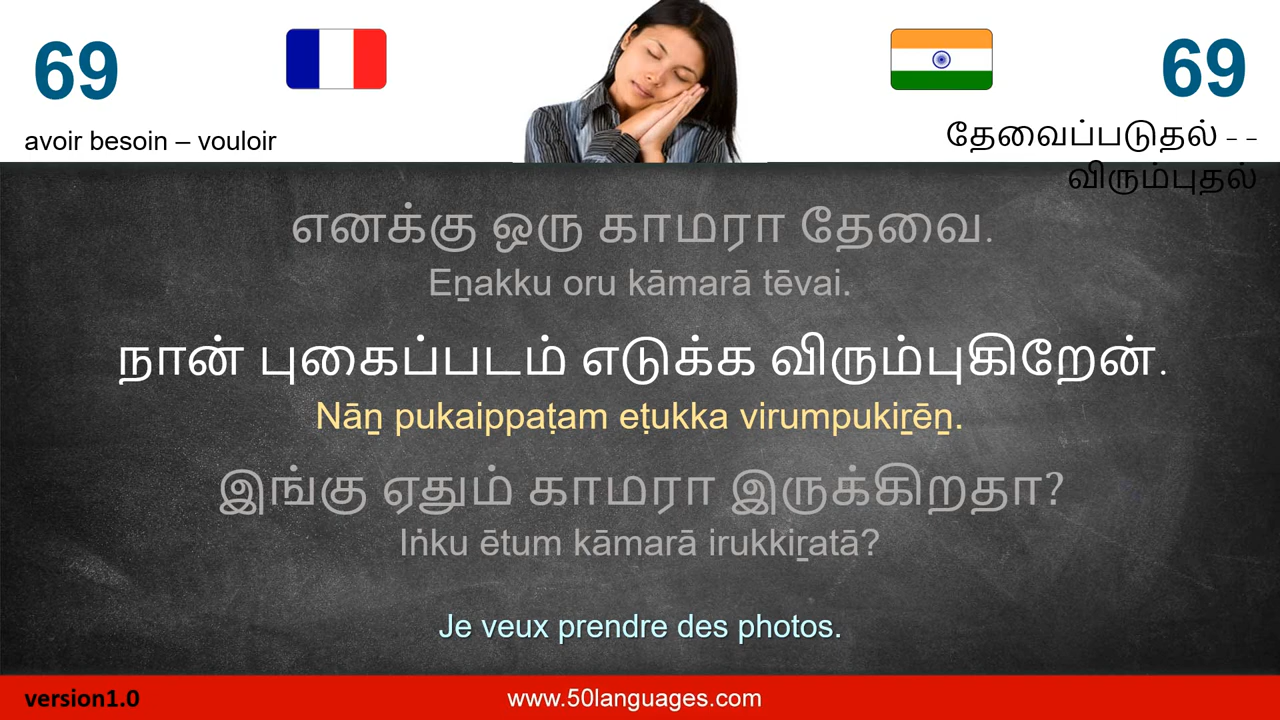 69
69
avoir besoin – vouloir
தேவைப்படுதல் – –
விரும்புதல்
எனக்கு ஒரு காமரா தேவை.
Eṉakku oru kāmarā tēvai.
நான் புகைப்படம் எடுக்க விரும்புகிறேன்.
Nāṉ pukaippaṭam eṭukka virumpukiṟēṉ.
இங்கு ஏதும் காமரா இருக்கிறதா?
Iṅku ētum kāmarā irukkiṟatā?
Je veux prendre des photos.
version1.0
www.50languages.com